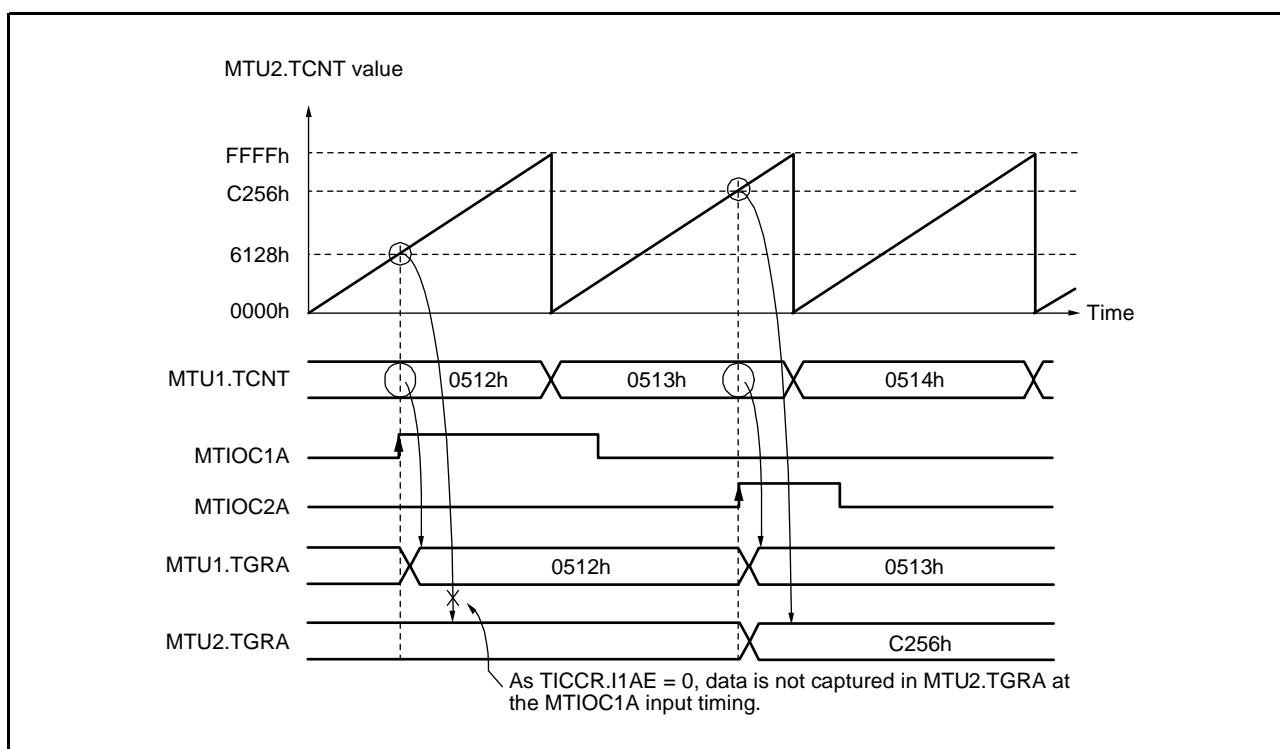 MTU2.TCNT value
FFFFh
C256h
6128h
0000h
Time
MTU1.TCNT 0512h 0513h 0514h
MTIOC1A
MTIOC2A
MTU1.TGRA 0512h 0513h
MTU2.TGRA C256h
As TICCR.I1AE = 0, data is not captured in MTU2.TGRA at
the MTIOC1A input timing.